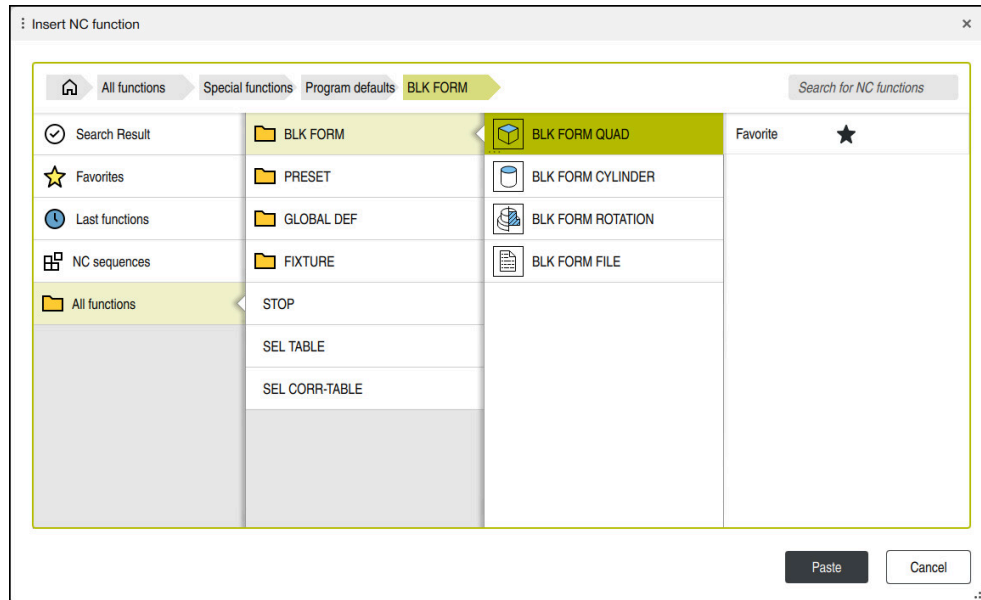 Insert NC function
All functions
Special functions
Program defaults
BLK FORM
Search for NC functions
Search Result
BLK FORM
BLK FORM QUAD
Favorite
Favorites
PRESET
BLK FORM CYLINDER
Last functions
GLOBAL DEF
BLK FORM ROTATION
NC sequences
FIXTURE
BLK FORM FILE
All functions
STOP
SEL TABLE
SEL CORR-TABLE
Paste
Cancel